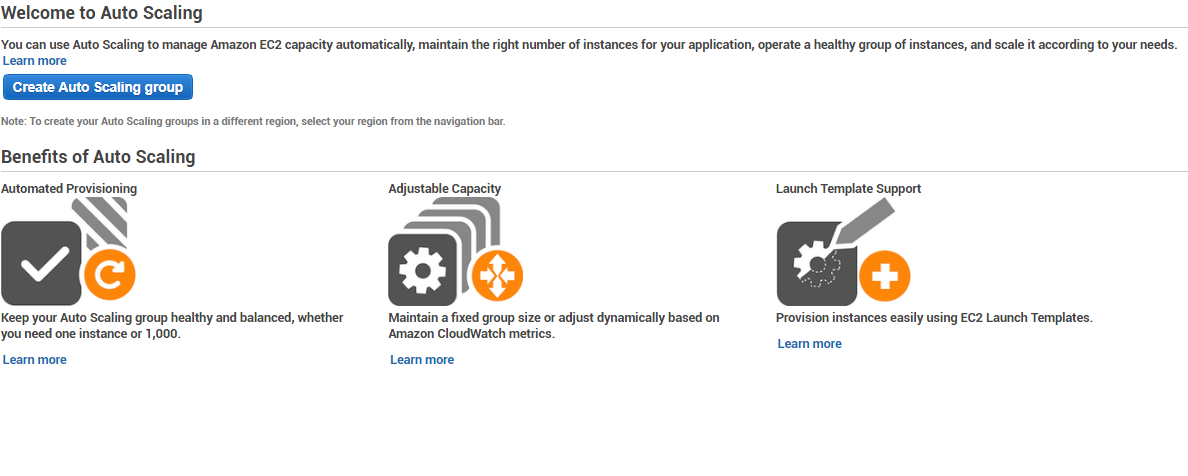 Welcome to Auto Scaling
You can use Auto Scaling to manage Amazon EC2 capacity automatically, maintain the right number of instances for your application, operate a healthy group of instances, and scale it according to your needs.
Learn more
Create Auto Scaling group
Note: To create your Auto Scaling groups in a different region, select your region from the navigation bar.
Benefits of Auto Scaling
Automated Provisioning
Keep your Auto Scaling group healthy and balanced, whether
you need one instance or 1,000.
Learn more
Adjustable Capacity
Maintain a fixed group size or adjust dynamically based on
Amazon CloudWatch metrics.
Learn more
Launch Template Support
Provision instances easily using EC2 Launch Templates.
Learn more